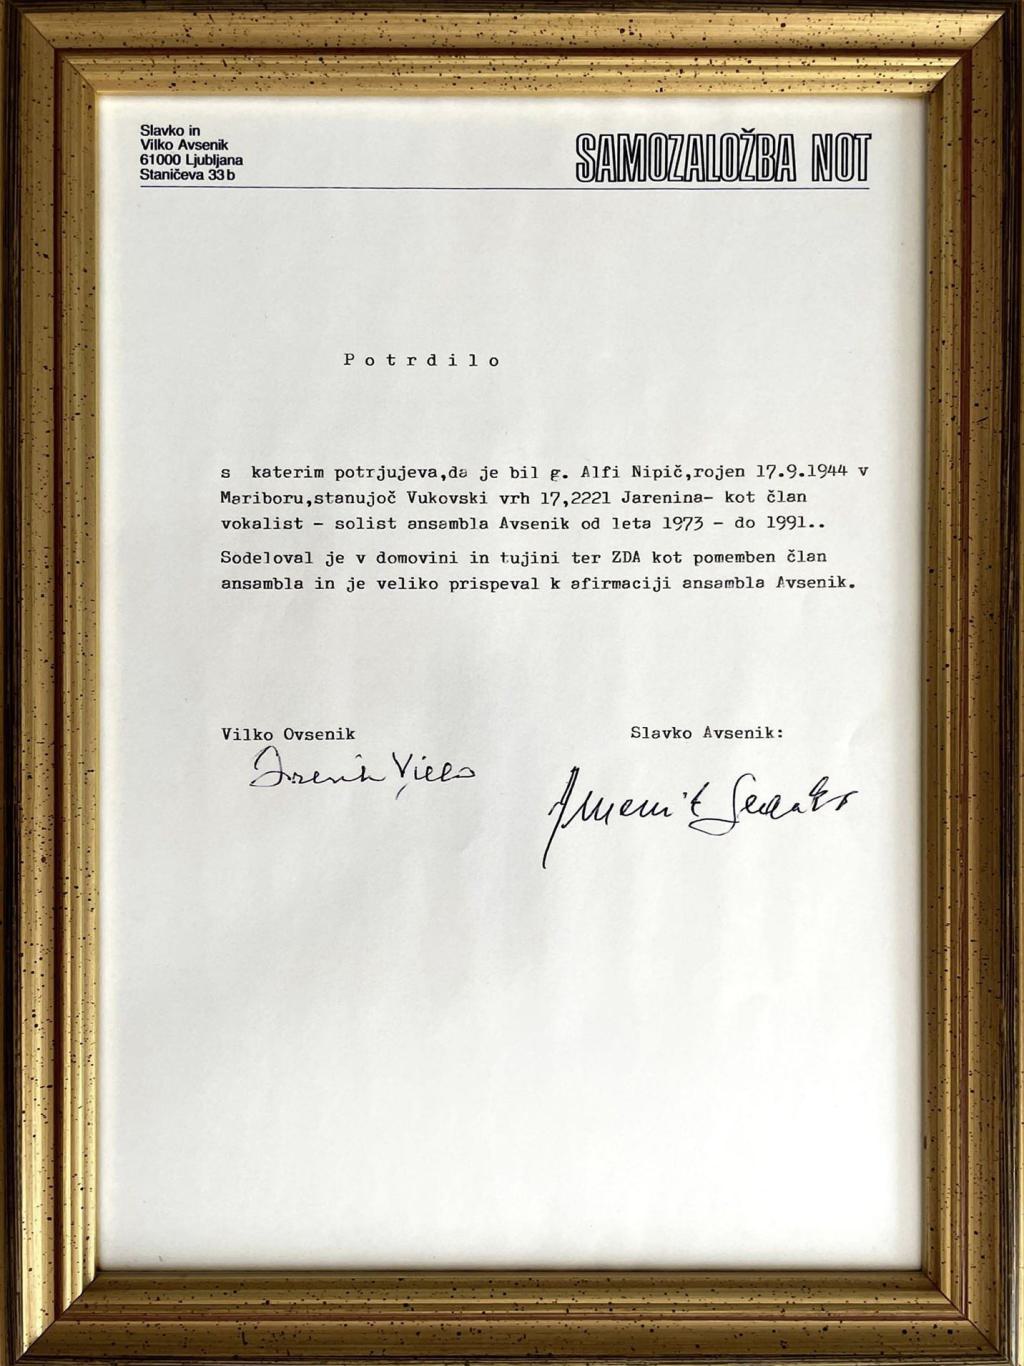 Slavko in
Vilko Avsenik
61000 Ljubljana
Staničeva 33b
SAMOZALOŽBA NOT
P o t r d i l o
s katerim potrjujeva,da je bil g. Alfi Nipič,rojen 17.9.1944 v
Mariboru,stanujoč Vukovski vrh 17,2221 Jarenina- kot član
vokalist - solist ansambla Avsenik od leta 1973 - do 1991..
Sodeloval je v domovini in tujini ter ZDA kot pomemben član
ansambla in je veliko prispeval k afirmaciji ansambla Avsenik.
Vilko Ovsenik
Slavko Avsenik: